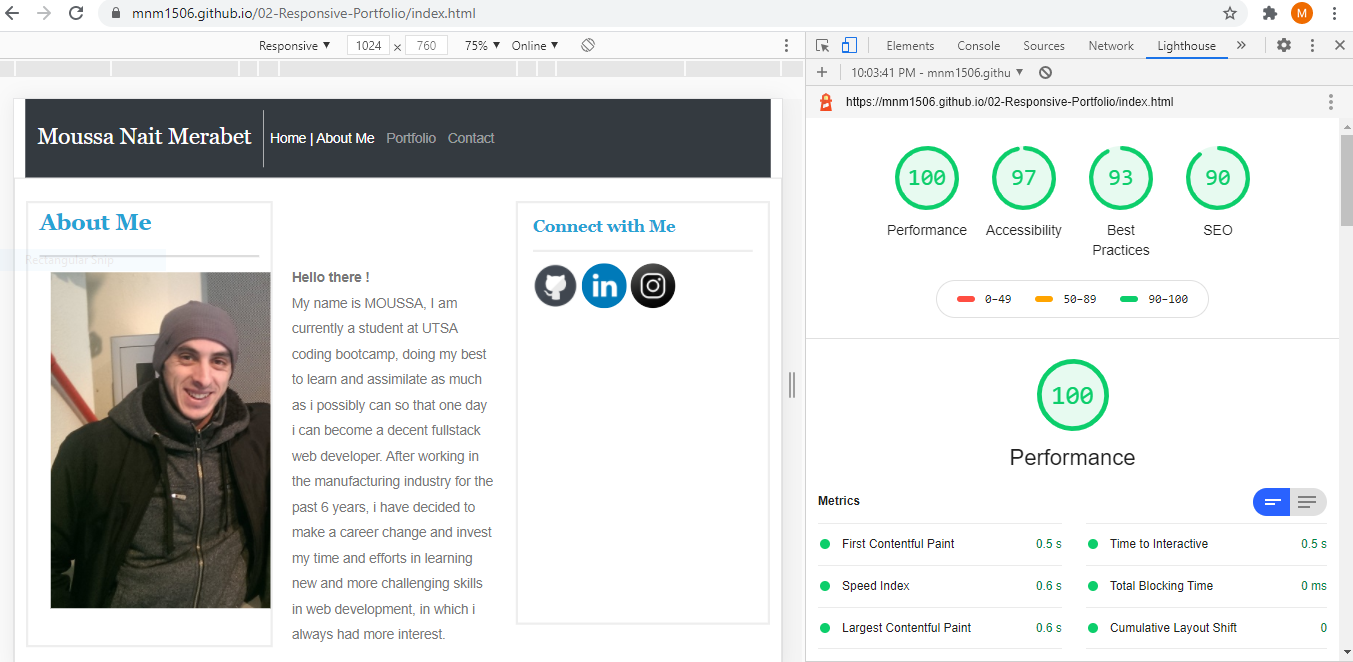 mnm1506.github.io/02-Responsive-Portfolio/index.html
M
Responsive ▼ 1024 × 760 75% ▼ Online ▼
Elements Console Sources Network Lighthouse »
10:03:41 PM - mnm1506.githu ▼
https://mnm1506.github.io/02-Responsive-Portfolio/index.html
Moussa Nait Merabet
Home | About Me Portfolio Contact
About Me
Rectangular Snip
Hello there !
My name is MOUSSA, I am
currently a student at UTSA
coding bootcamp, doing my best
to learn and assimilate as much
as i possibly can so that one day
i can become a decent fullstack
web developer. After working in
the manufacturing industry for the
past 6 years, i have decided to
make a career change and invest
my time and efforts in learning
new and more challenging skills
in web development, in which i
always had more interest.
Connect with Me
in
100 97 93 90
Performance Accessibility Best Practices SEO
0–49 50–89 90–100
100
Performance
Metrics
First Contentful Paint 0.5 s
Time to Interactive 0.5 s
Speed Index 0.6 s
Total Blocking Time 0 ms
Largest Contentful Paint 0.6 s
Cumulative Layout Shift 0